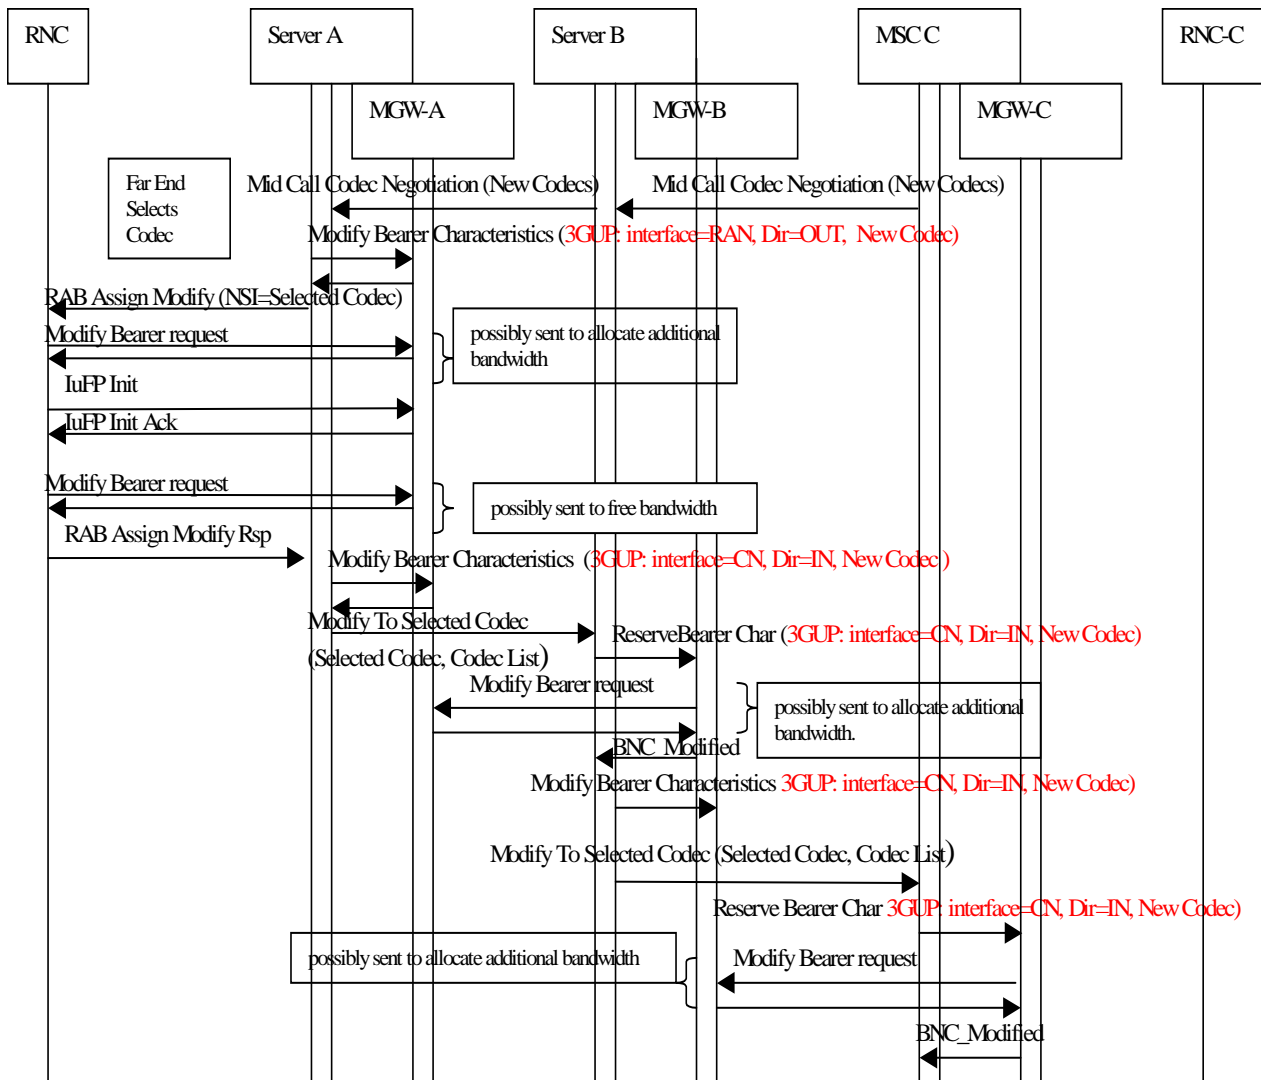 RNC
Server A
Server B
MSC C
RNC-C
MGW-A
MGW-B
MGW-C
Far End
Selects
Codec
Mid Call Codec Negotiation (New Codecs)
Mid Call Codec Negotiation (New Codecs)
Modify Bearer Characteristics (3GUP: interface=RAN, Dir=OUT, New Codec)
RAB Assign Modify (NSI=Selected Codec)
Modify Bearer request
possibly sent to allocate additional
bandwidth
IuFP Init
IuFP Init Ack
Modify Bearer request
possibly sent to free bandwidth
RAB Assign Modify Rsp
Modify Bearer Characteristics (3GUP: interface=CN, Dir=IN, New Codec )
Modify To Selected Codec
(Selected Codec, Codec List)
ReserveBearer Char (3GUP: interface=CN, Dir=IN, New Codec)
Modify Bearer request
possibly sent to allocate additional
bandwidth.
BNC_Modified
Modify Bearer Characteristics 3GUP: interface=CN, Dir=IN, New Codec)
Modify To Selected Codec (Selected Codec, Codec List)
Reserve Bearer Char 3GUP: interface=CN, Dir=IN, New Codec)
possibly sent to allocate additional bandwidth
Modify Bearer request
BNC_Modified